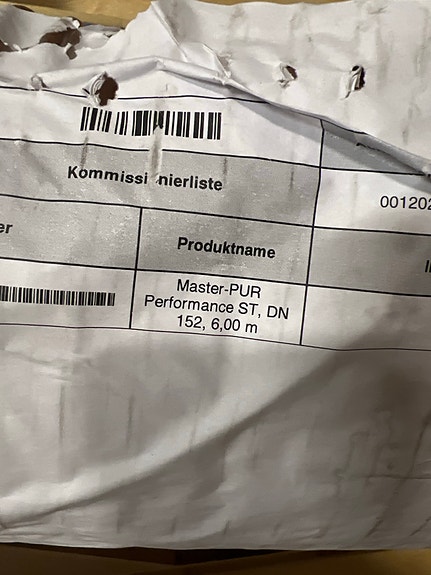 Kommissi nierliste
001202
er
Produktname
Master-PUR
Performance ST, DN
152, 6,00 m